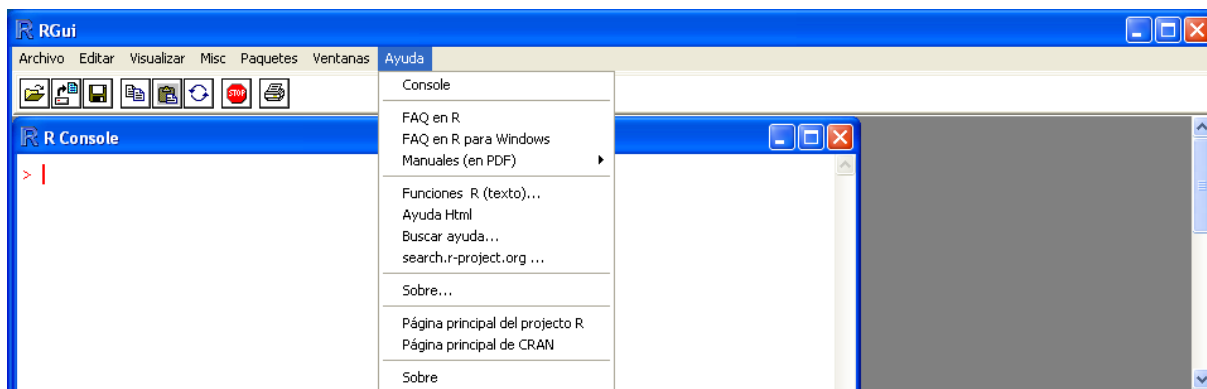 RGui
Archivo Editar Visualizar Misc Paquetes Ventanas Ayuda
STOP
R Console
>
Console
FAQ en R
FAQ en R para Windows
Manuales (en PDF)
Funciones R (texto)...
Ayuda Html
Buscar ayuda...
search.r-project.org ...
Sobre...
Página principal del projecto R
Página principal de CRAN
Sobre